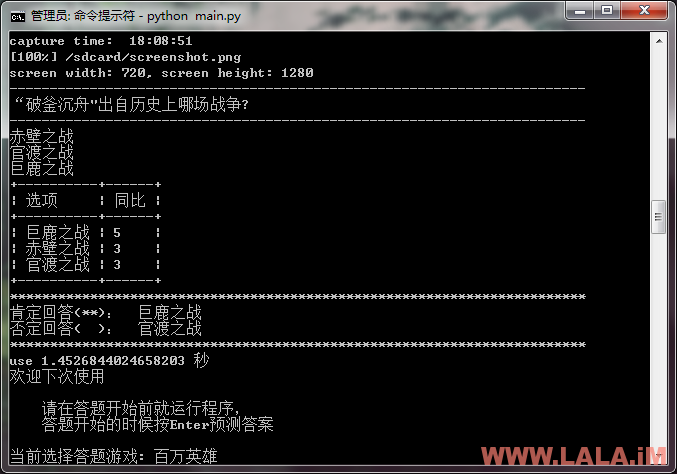 管理员: 命令提示符 - python  main.py
capture time:  18:08:51
[100%] /sdcard/screenshot.png
screen width: 720, screen height: 1280
------------------------------------------------------------------------
“破釜沉舟"出自历史上哪场战争?
------------------------------------------------------------------------
赤壁之战
官渡之战
巨鹿之战
+----------+------+
| 选项     | 同比 |
+----------+------+
| 巨鹿之战 | 5    |
| 赤壁之战 | 3    |
| 官渡之战 | 3    |
+----------+------+
************************************************************************
肯定回答(**):   巨鹿之战
否定回答(  ):   官渡之战
************************************************************************
use 1.4526844024658203 秒
欢迎下次使用
请在答题开始前就运行程序,
答题开始的时候按Enter预测答案
当前选择答题游戏: 百万英雄
WWW.LALA.iM